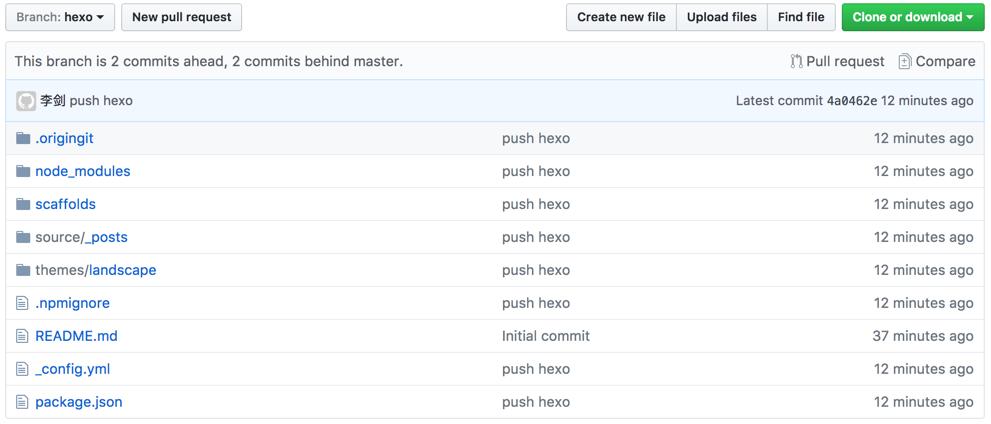 Branch: hexo New pull request Create new file Upload files Find file Clone or download
This branch is 2 commits ahead, 2 commits behind master. Pull request Compare
李剑 push hexo Latest commit 4a0462e 12 minutes ago
.origingit push hexo 12 minutes ago
node_modules push hexo 12 minutes ago
scaffolds push hexo 12 minutes ago
source/_posts push hexo 12 minutes ago
themes/landscape push hexo 12 minutes ago
.npmignore push hexo 12 minutes ago
README.md Initial commit 37 minutes ago
_config.yml push hexo 12 minutes ago
package.json push hexo 12 minutes ago